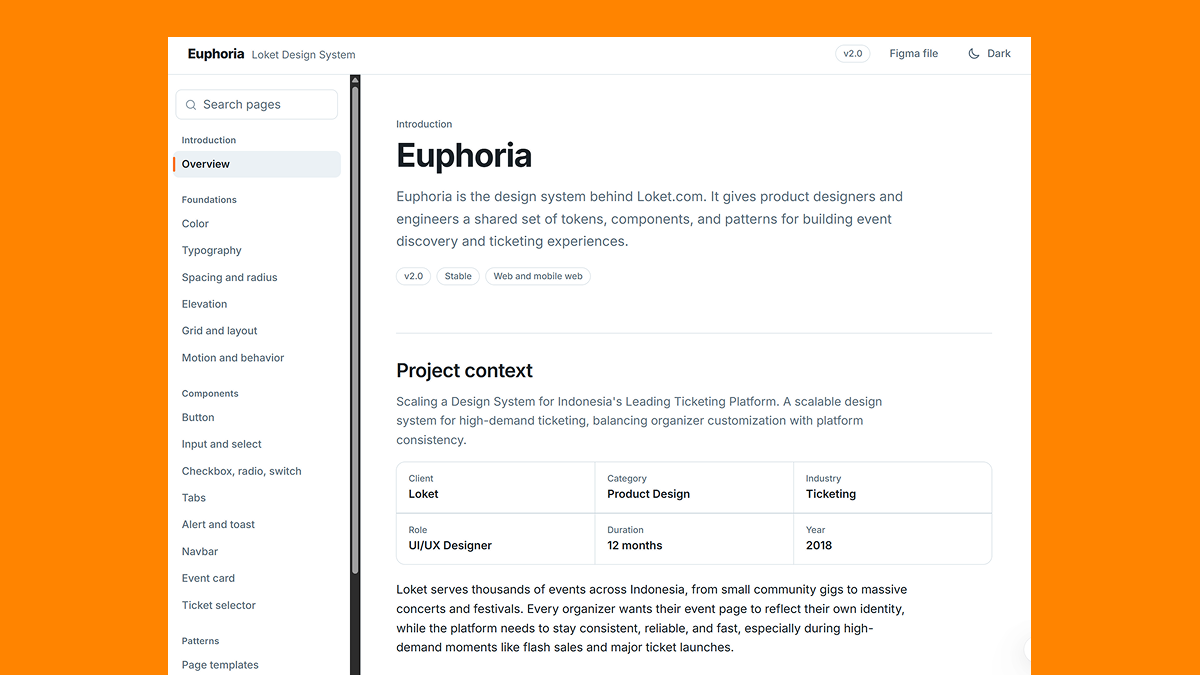 Euphoria Loket Design System
v2.0
Figma file
Dark
Search pages
Introduction
Overview
Foundations
Color
Typography
Spacing and radius
Elevation
Grid and layout
Motion and behavior
Components
Button
Input and select
Checkbox, radio, switch
Tabs
Alert and toast
Navbar
Event card
Ticket selector
Patterns
Page templates
Introduction
Euphoria
Euphoria is the design system behind Loket.com. It gives product designers and
engineers a shared set of tokens, components, and patterns for building event
discovery and ticketing experiences.
v2.0 Stable Web and mobile web
Project context
Scaling a Design System for Indonesia's Leading Ticketing Platform. A scalable design
system for high-demand ticketing, balancing organizer customization with platform
consistency.
Client
Loket
Category
Product Design
Industry
Ticketing
Role
UI/UX Designer
Duration
12 months
Year
2018
Loket serves thousands of events across Indonesia, from small community gigs to massive
concerts and festivals. Every organizer wants their event page to reflect their own identity,
while the platform needs to stay consistent, reliable, and fast, especially during high-
demand moments like flash sales and major ticket launches.